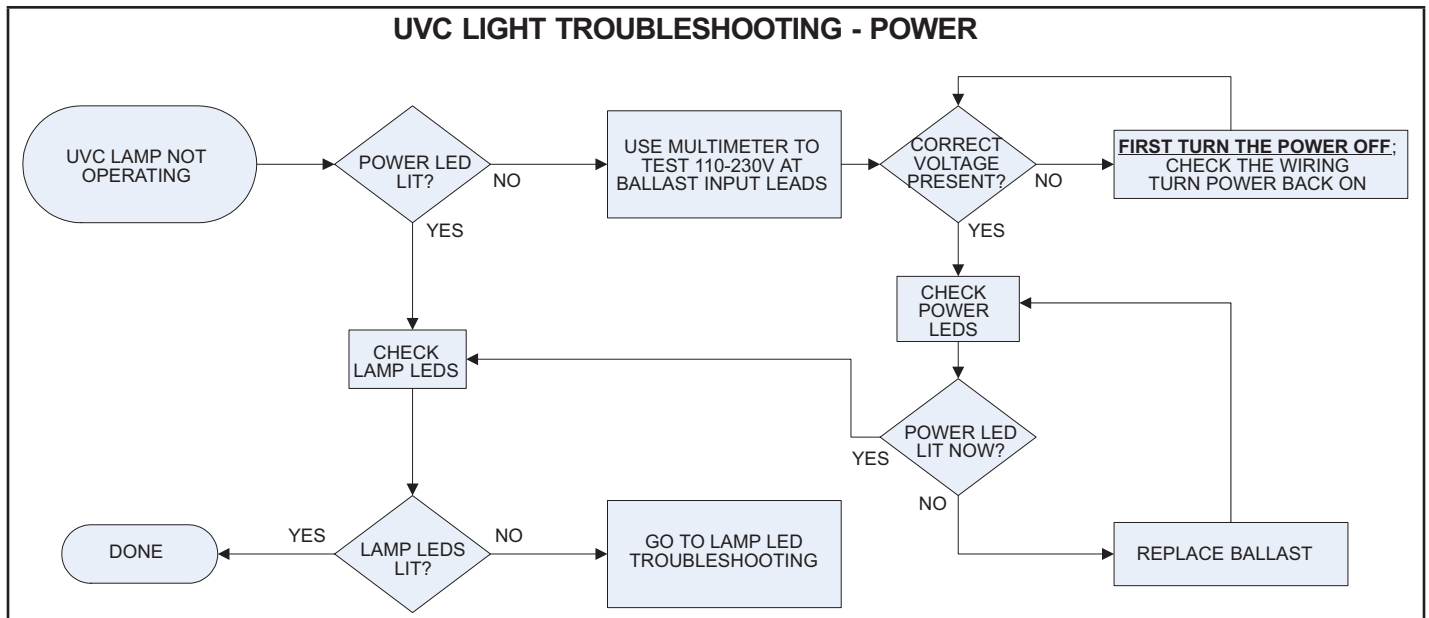 UVC LIGHT TROUBLESHOOTING - POWER
UVC LAMP NOT
OPERATING
POWER LED
LIT?
NO
YES
USE MULTIMETER TO
TEST 110-230V AT
BALLAST INPUT LEADS
CORRECT
VOLTAGE
PRESENT?
NO
YES
FIRST TURN THE POWER OFF;
CHECK THE WIRING
TURN POWER BACK ON
CHECK
POWER
LEDS
CHECK
LAMP LEDS
POWER LED
LIT NOW?
YES
NO
REPLACE BALLAST
LAMP LEDS
LIT?
YES
NO
DONE
GO TO LAMP LED
TROUBLESHOOTING